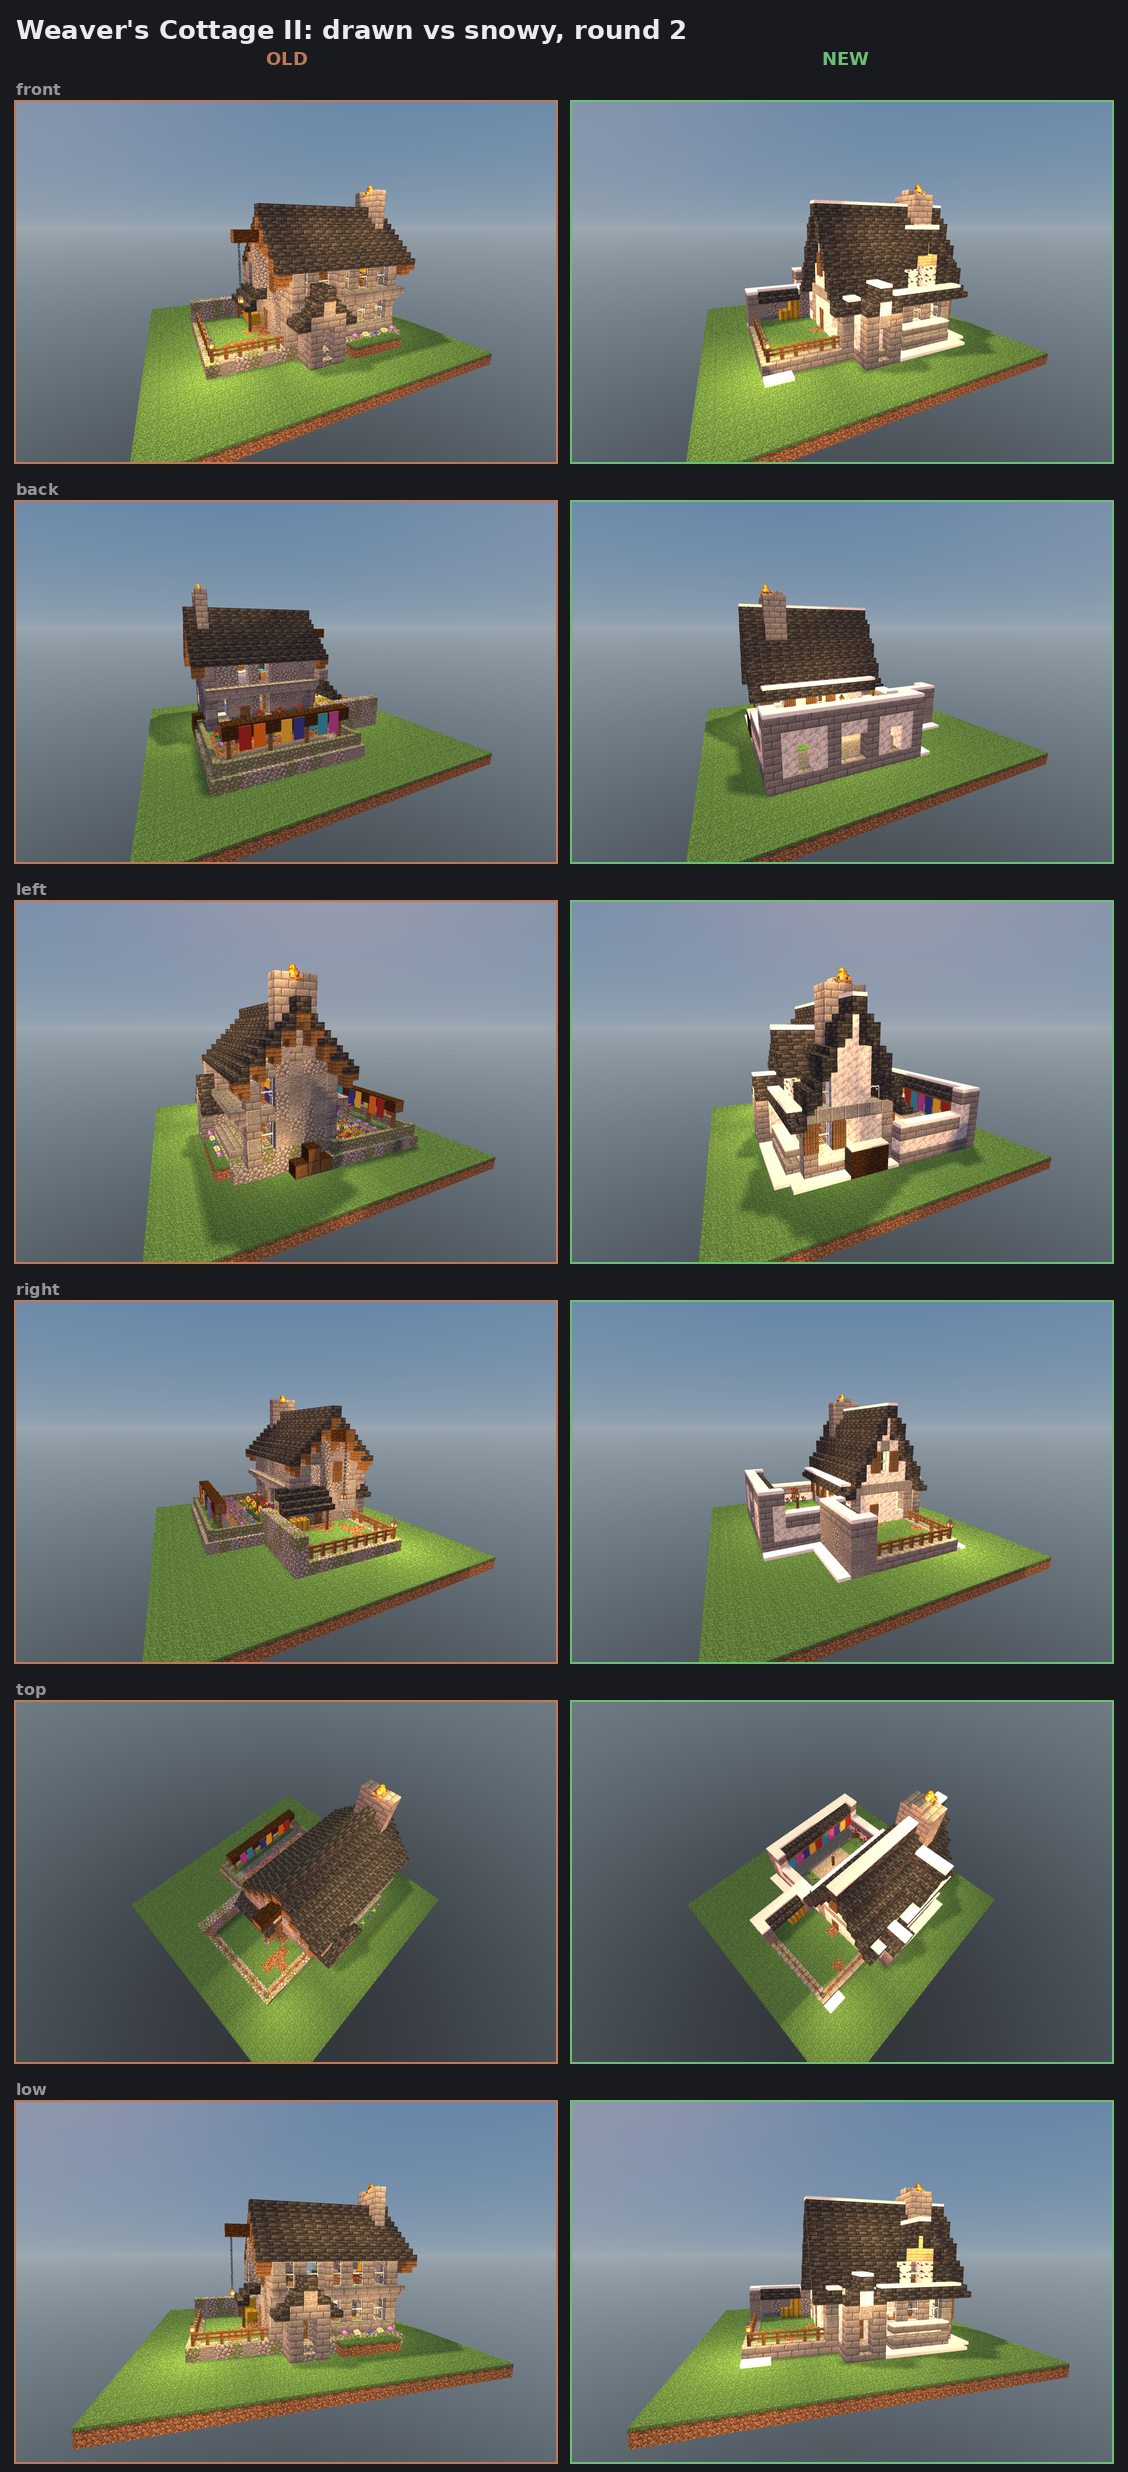 Weaver's Cottage II: drawn vs snowy, round 2
OLD NEW
front
back
left
right
top
low